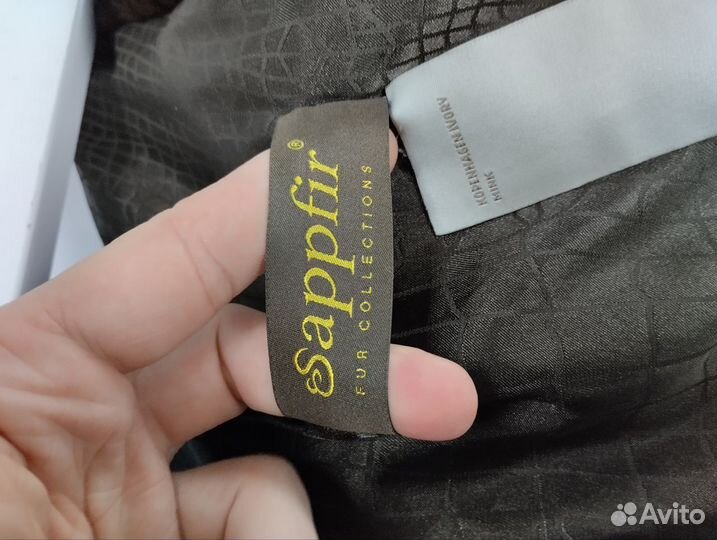 Sappfir®
FUR COLLECTIONS
KOPENHAGEN IVORY
MINK
Avito